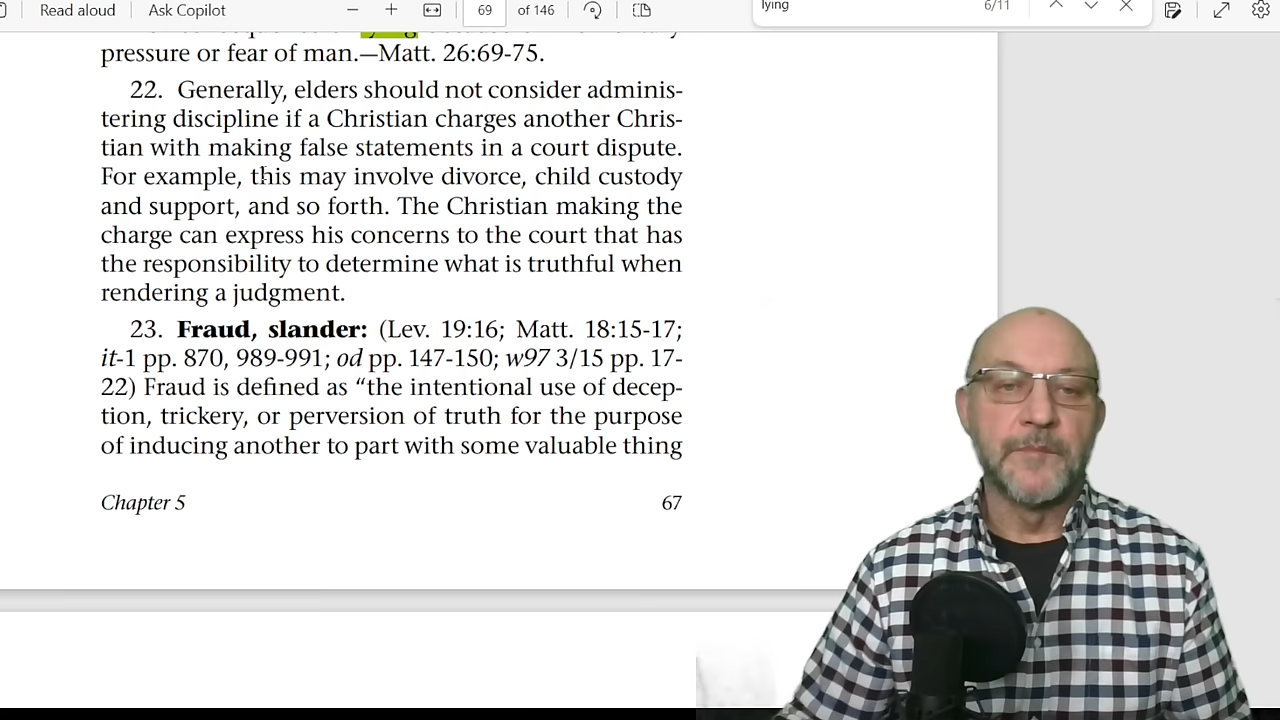 Read aloud Ask Copilot 69 of 146 lying 6/11
pressure or fear of man.—Matt. 26:69-75.
22. Generally, elders should not consider adminis-
tering discipline if a Christian charges another Chris-
tian with making false statements in a court dispute.
For example, this may involve divorce, child custody
and support, and so forth. The Christian making the
charge can express his concerns to the court that has
the responsibility to determine what is truthful when
rendering a judgment.
23. Fraud, slander: (Lev. 19:16; Matt. 18:15-17;
it-1 pp. 870, 989-991; od pp. 147-150; w97 3/15 pp. 17-
22) Fraud is defined as “the intentional use of decep-
tion, trickery, or perversion of truth for the purpose
of inducing another to part with some valuable thing
Chapter 5 67